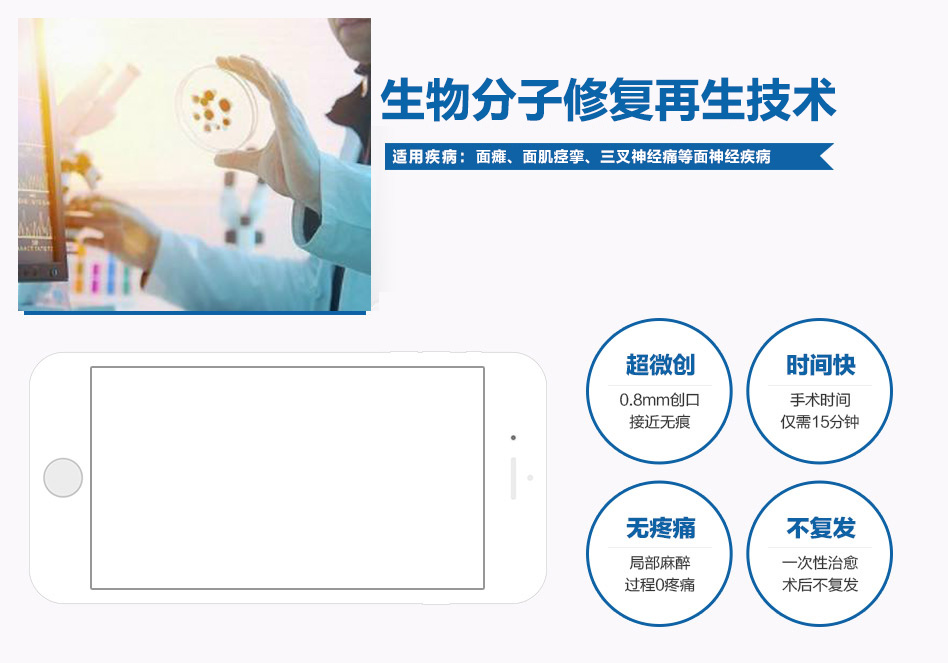 生物分子修复再生技术
适用疾病：面瘫、面肌痉挛、三叉神经痛等面神经疾病
超微创
0.8mm创口
接近无痕
时间快
手术时间
仅需15分钟
无疼痛
局部麻醉
过程0疼痛
不复发
一次性治愈
术后不复发